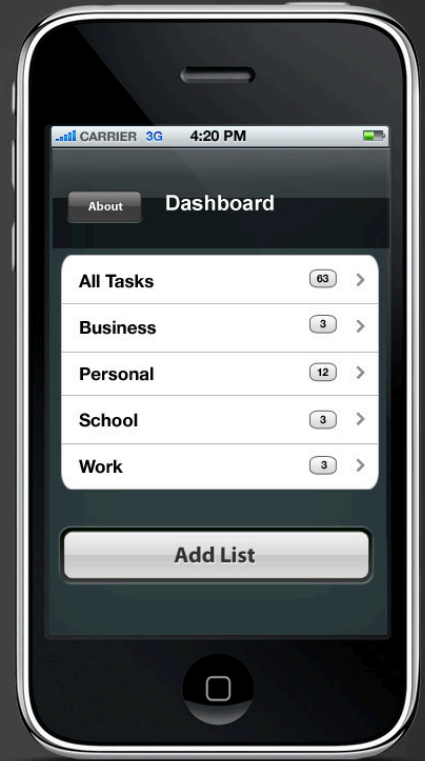 CARRIER 3G 4:20 PM
About Dashboard
All Tasks 63
Business 3
Personal 12
School 3
Work 3
Add List